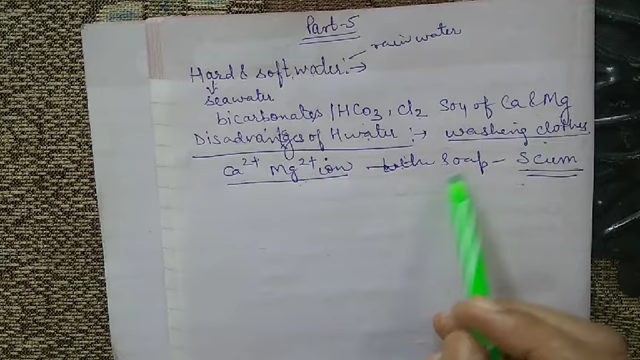 Part-5
rain water
Hard & soft water :→
↓
seawater
bicarbonates / HCO3, Cl2 SO4 of Ca & Mg
Disadvantges of H water :→ washing clothes
Ca2+ Mg2+ ion with Soap - Scum